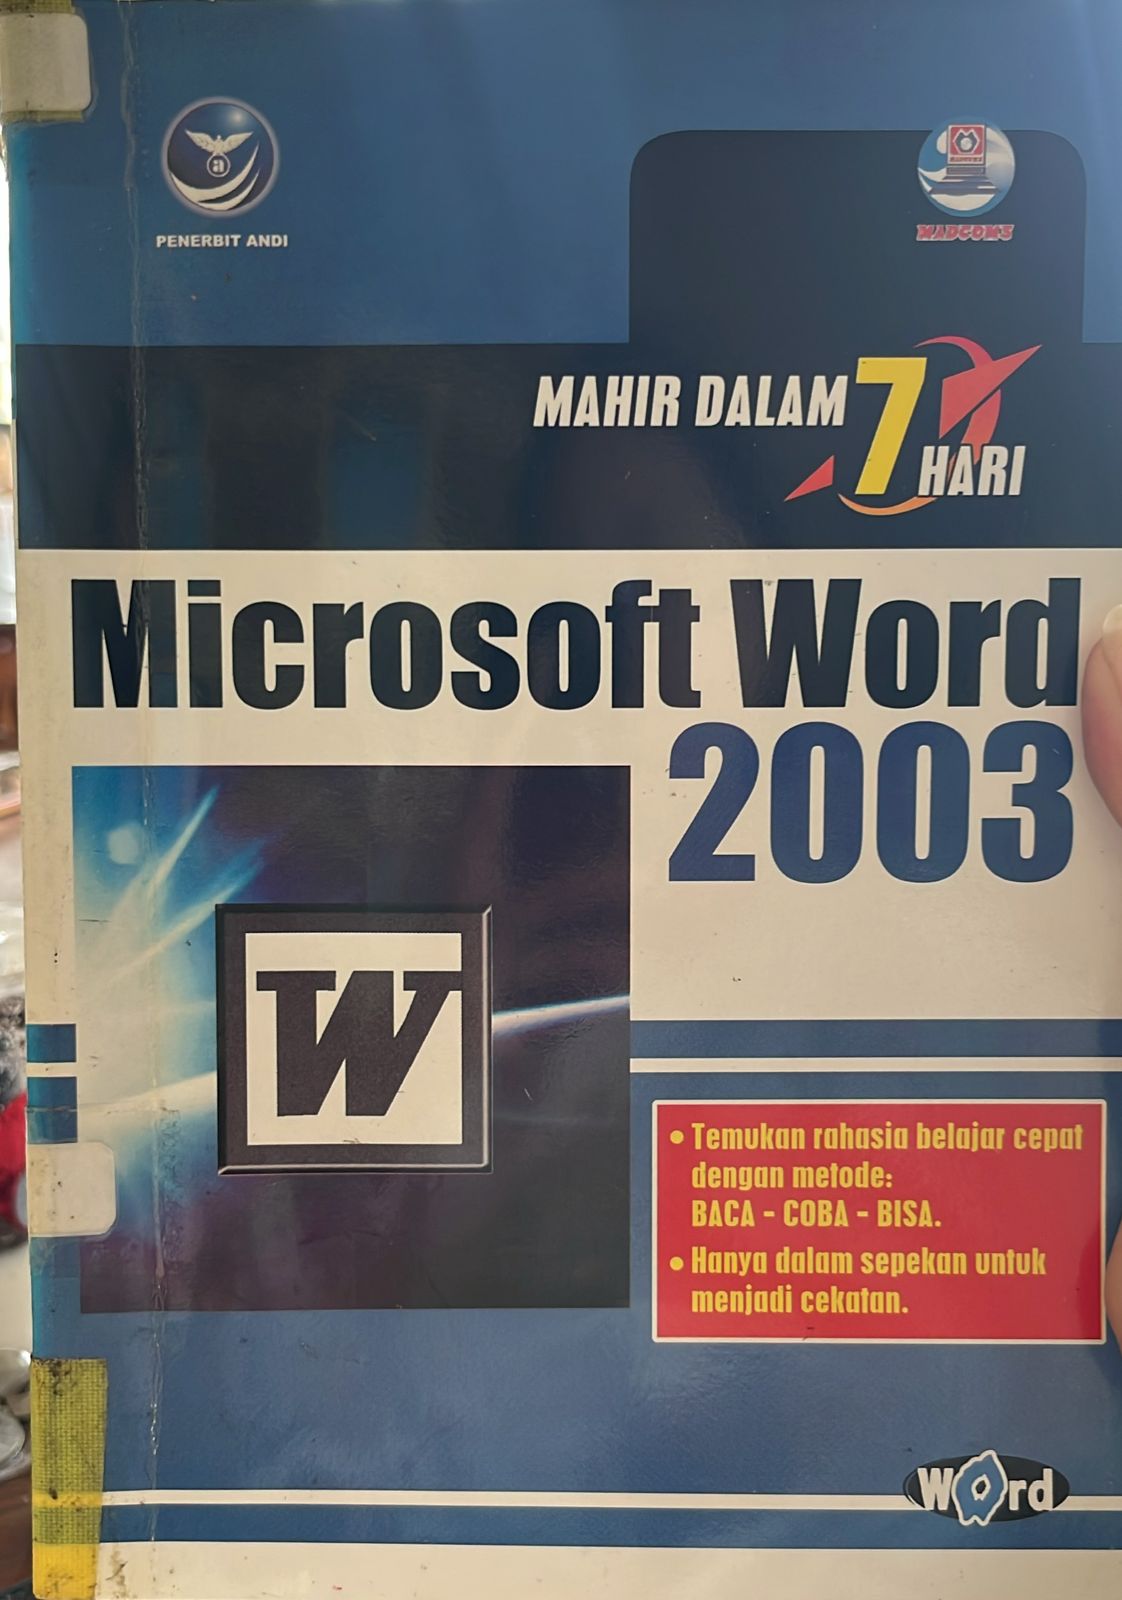 PENERBIT ANDI
MADCOMS
MAHIR DALAM 7 HARI
Microsoft Word
2003
W
• Temukan rahasia belajar cepat
dengan metode:
BACA - COBA - BISA.
• Hanya dalam sepekan untuk
menjadi cekatan.
Word